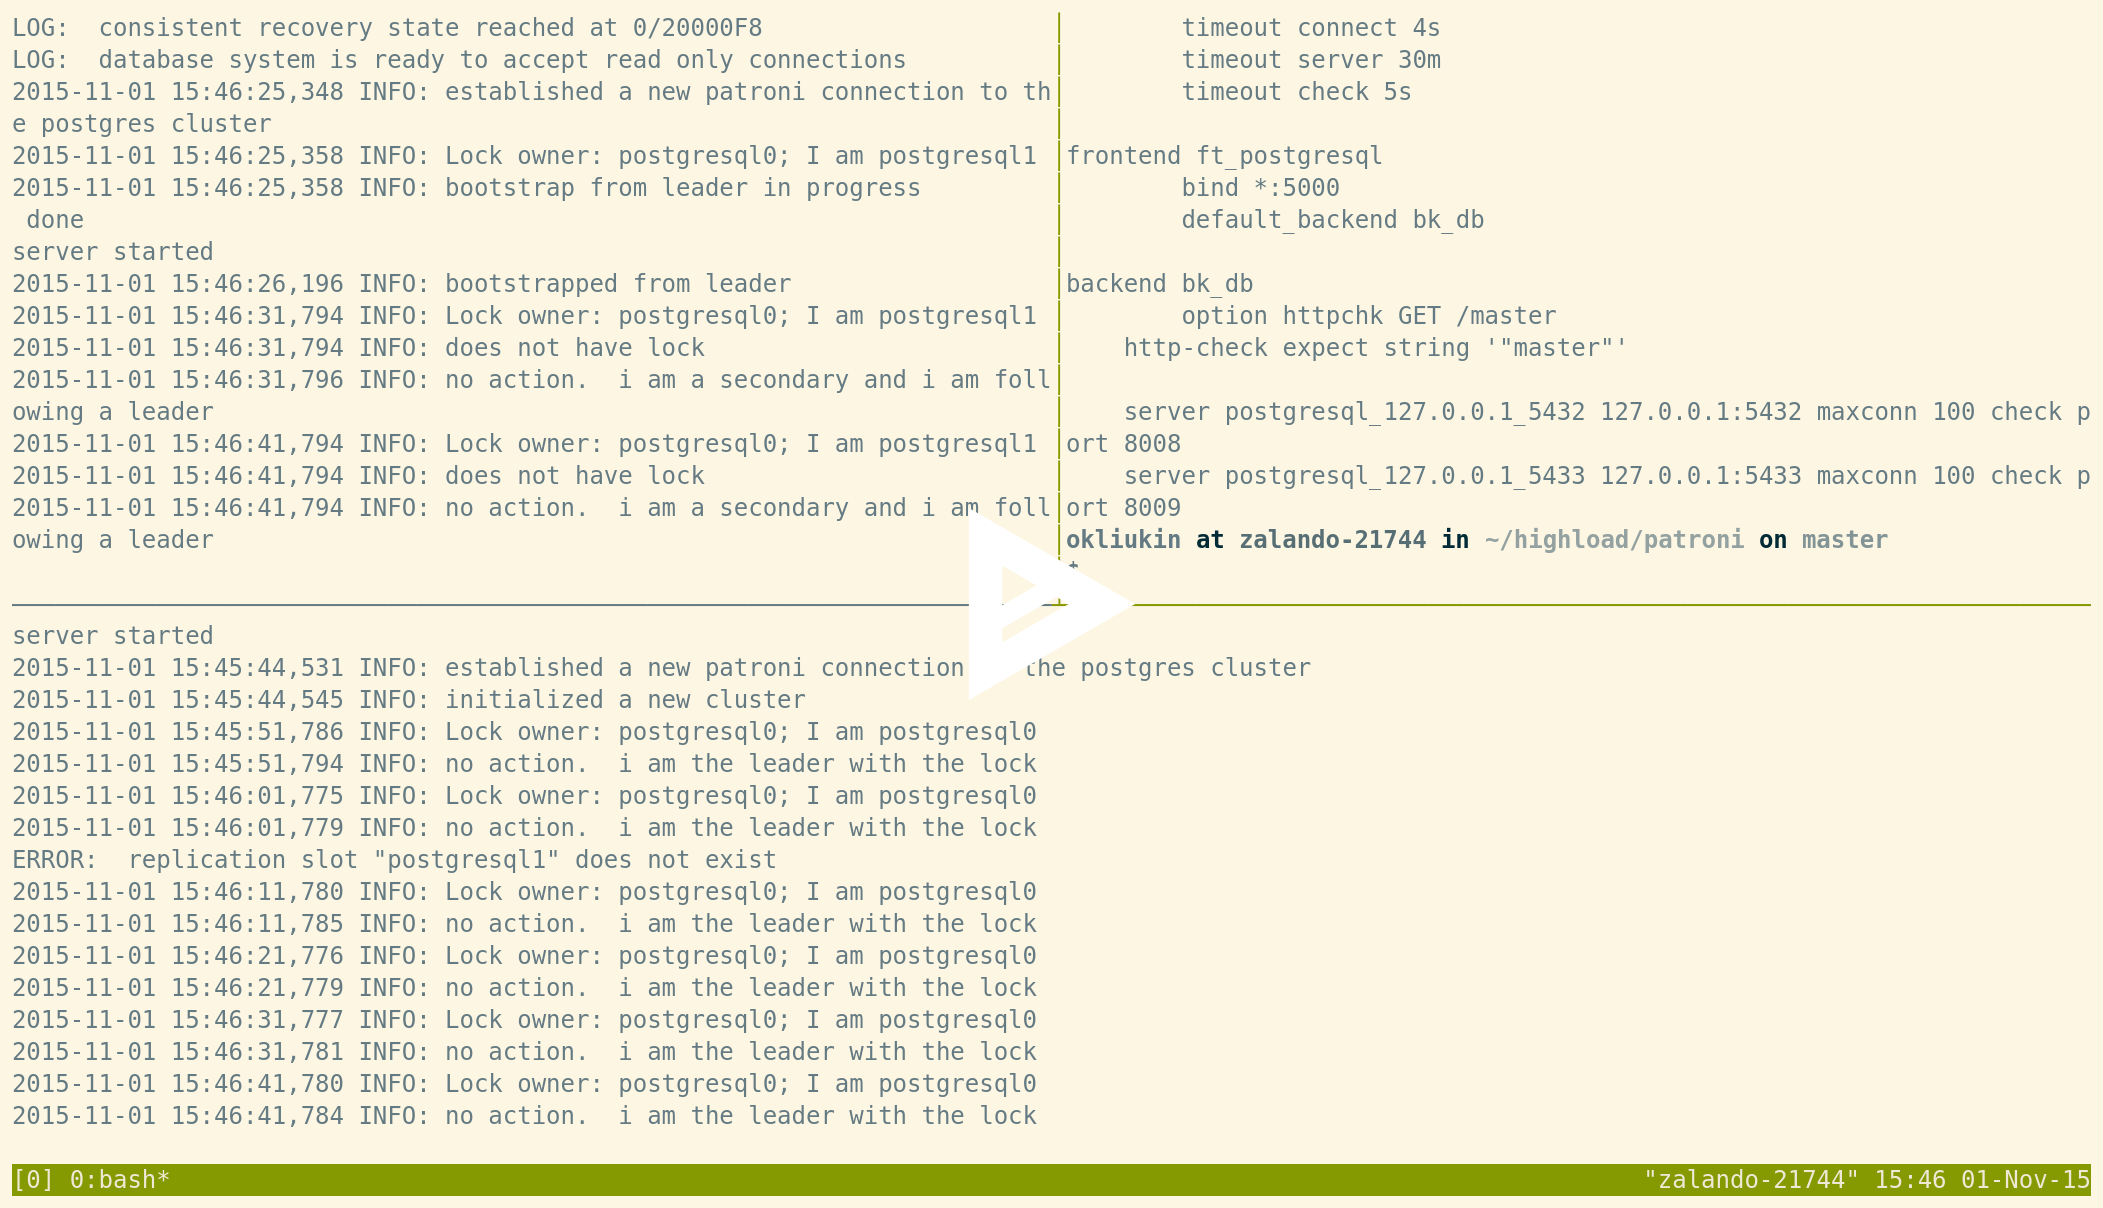 LOG:  consistent recovery state reached at 0/20000F8
LOG:  database system is ready to accept read only connections
2015-11-01 15:46:25,348 INFO: established a new patroni connection to th
e postgres cluster
2015-11-01 15:46:25,358 INFO: Lock owner: postgresql0; I am postgresql1
2015-11-01 15:46:25,358 INFO: bootstrap from leader in progress
 done
server started
2015-11-01 15:46:26,196 INFO: bootstrapped from leader
2015-11-01 15:46:31,794 INFO: Lock owner: postgresql0; I am postgresql1
2015-11-01 15:46:31,794 INFO: does not have lock
2015-11-01 15:46:31,796 INFO: no action.  i am a secondary and i am foll
owing a leader
2015-11-01 15:46:41,794 INFO: Lock owner: postgresql0; I am postgresql1
2015-11-01 15:46:41,794 INFO: does not have lock
2015-11-01 15:46:41,794 INFO: no action.  i am a secondary and i am foll
owing a leader
        timeout connect 4s
        timeout server 30m
        timeout check 5s
frontend ft_postgresql
        bind *:5000
        default_backend bk_db
backend bk_db
        option httpchk GET /master
    http-check expect string '"master"'
    server postgresql_127.0.0.1_5432 127.0.0.1:5432 maxconn 100 check p
ort 8008
    server postgresql_127.0.0.1_5433 127.0.0.1:5433 maxconn 100 check p
ort 8009
okliukin at zalando-21744 in ~/highload/patroni on master
server started
2015-11-01 15:45:44,531 INFO: established a new patroni connection the postgres cluster
2015-11-01 15:45:44,545 INFO: initialized a new cluster
2015-11-01 15:45:51,786 INFO: Lock owner: postgresql0; I am postgresql0
2015-11-01 15:45:51,794 INFO: no action.  i am the leader with the lock
2015-11-01 15:46:01,775 INFO: Lock owner: postgresql0; I am postgresql0
2015-11-01 15:46:01,779 INFO: no action.  i am the leader with the lock
ERROR:  replication slot "postgresql1" does not exist
2015-11-01 15:46:11,780 INFO: Lock owner: postgresql0; I am postgresql0
2015-11-01 15:46:11,785 INFO: no action.  i am the leader with the lock
2015-11-01 15:46:21,776 INFO: Lock owner: postgresql0; I am postgresql0
2015-11-01 15:46:21,779 INFO: no action.  i am the leader with the lock
2015-11-01 15:46:31,777 INFO: Lock owner: postgresql0; I am postgresql0
2015-11-01 15:46:31,781 INFO: no action.  i am the leader with the lock
2015-11-01 15:46:41,780 INFO: Lock owner: postgresql0; I am postgresql0
2015-11-01 15:46:41,784 INFO: no action.  i am the leader with the lock
[0] 0:bash* "zalando-21744" 15:46 01-Nov-15